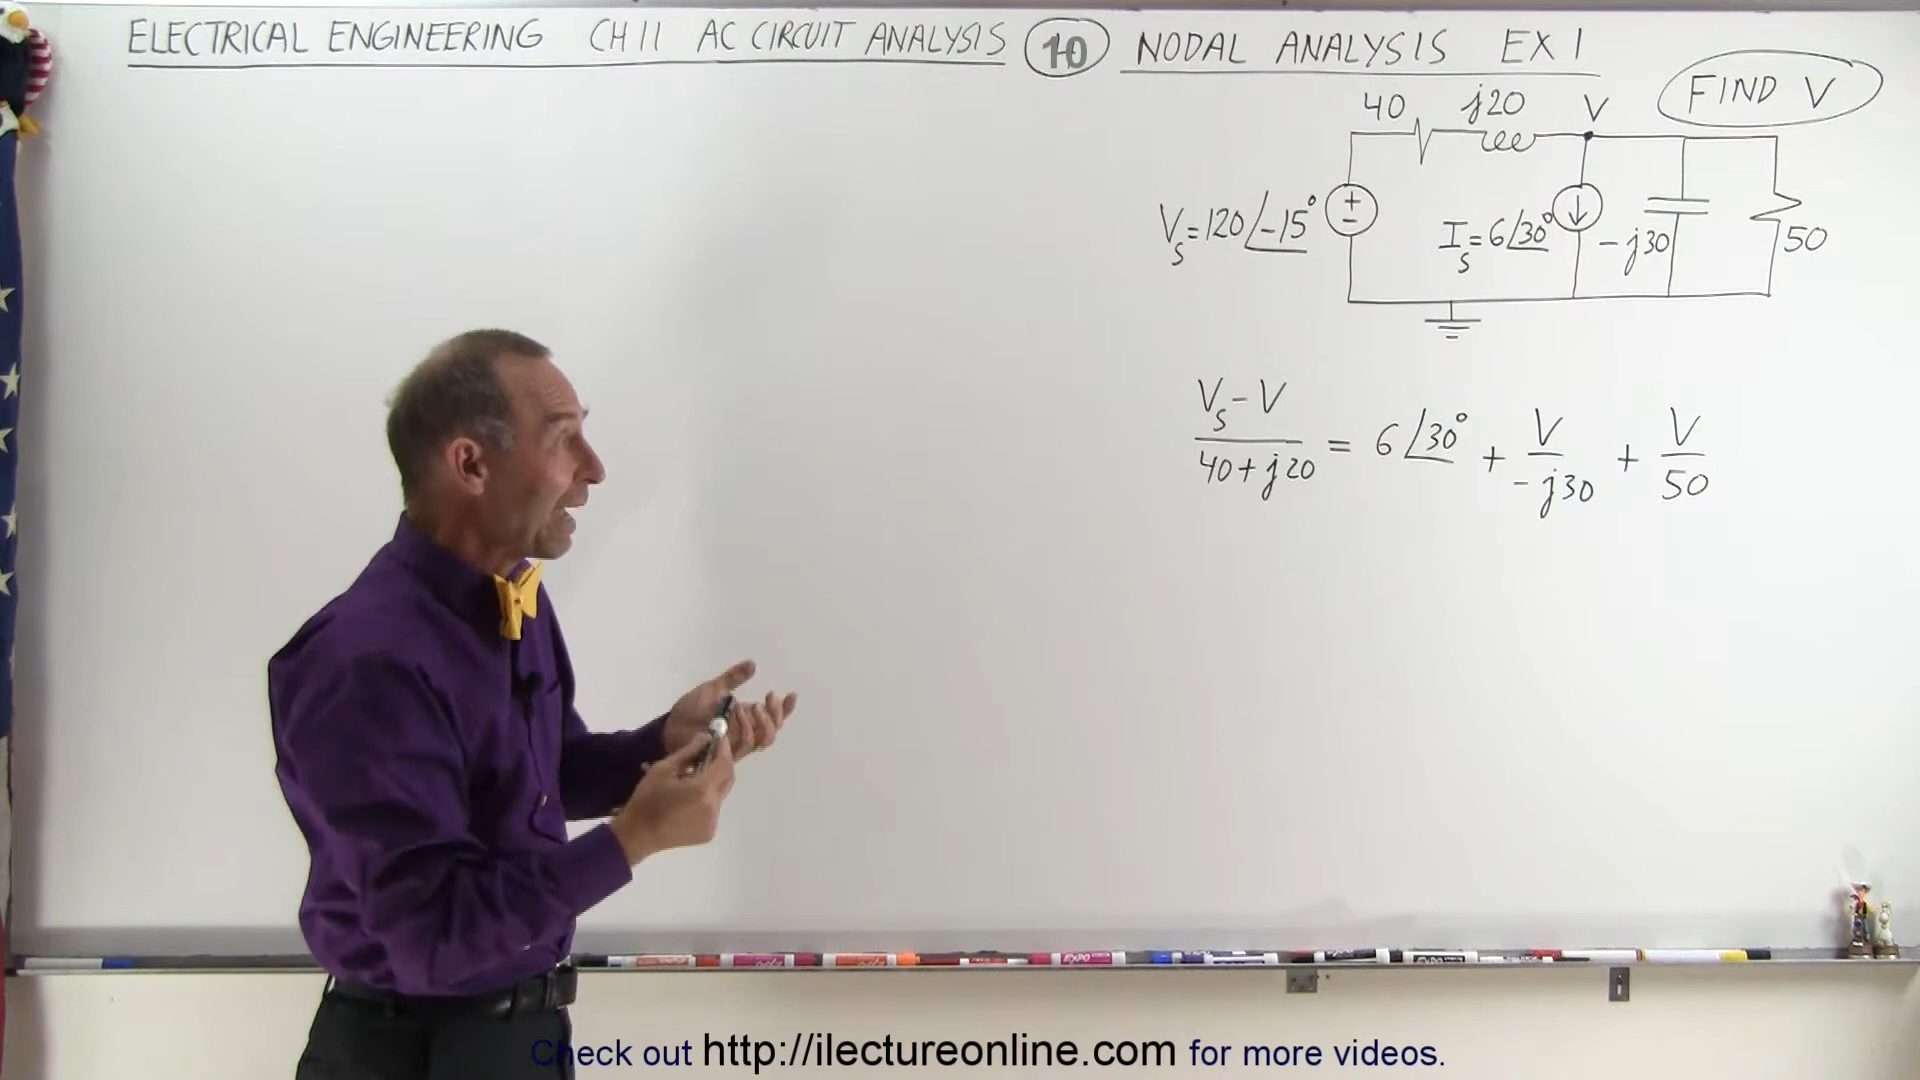 ELECTRICAL ENGINEERING CH 11 AC CIRCUIT ANALYSIS 10 NODAL ANALYSIS EX 1
FIND V
40 j20 V
+
-
Vs=120∠-15°
Is=6∠30°
-j30
50
Vs-V
40+j20
= 6∠30° + V/-j30 + V/50
EXPO
Check out http://ilectureonline.com for more videos.